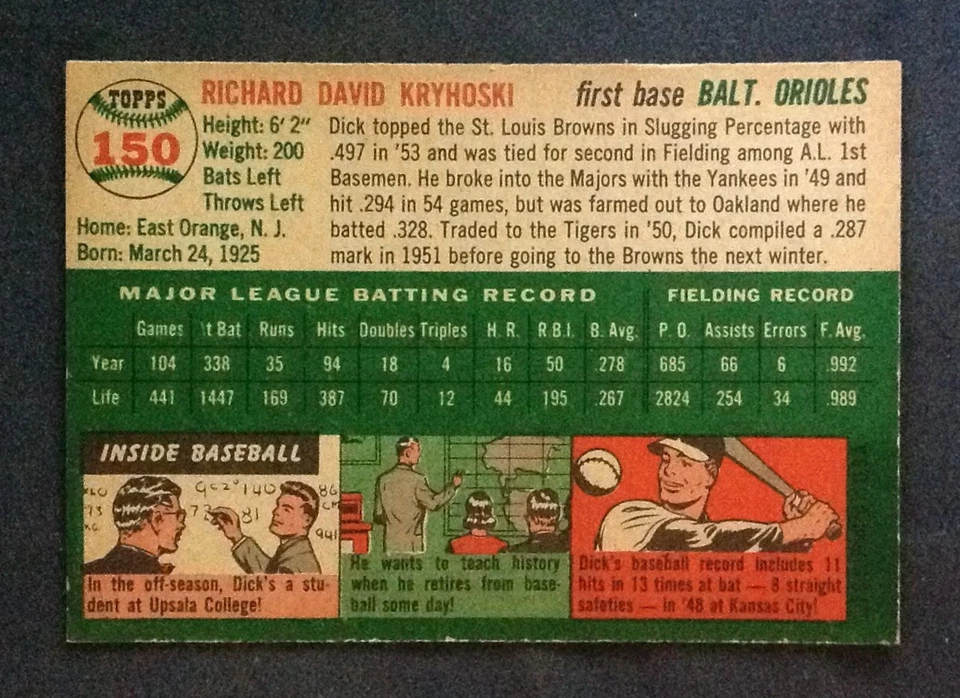 TOPPS
150
RICHARD DAVID KRYHOSKI first base BALT. ORIOLES
Height: 6' 2"
Weight: 200
Bats Left
Throws Left
Home: East Orange, N. J.
Born: March 24, 1925
Dick topped the St. Louis Browns in Slugging Percentage with
.497 in '53 and was tied for second in Fielding among A.L. 1st
Basemen. He broke into the Majors with the Yankees in '49 and
hit .294 in 54 games, but was farmed out to Oakland where he
batted .328. Traded to the Tigers in '50, Dick compiled a .287
mark in 1951 before going to the Browns the next winter.
MAJOR LEAGUE BATTING RECORD FIELDING RECORD
Games 't Bat Runs Hits Doubles Triples H. R. R.B.I. B. Avg. P. O. Assists Errors F. Avg.
Year 104 338 35 94 18 4 16 50 .278 685 66 6 .992
Life 441 1447 169 387 70 12 44 195 .267 2824 254 34 .989
INSIDE BASEBALL
In the off-season, Dick's a stu-
dent at Upsala College!
He wants to teach history
when he retires from base-
ball some day!
Dick's baseball record includes 11
hits in 13 times at bat — 8 straight
safeties — in '48 at Kansas City!